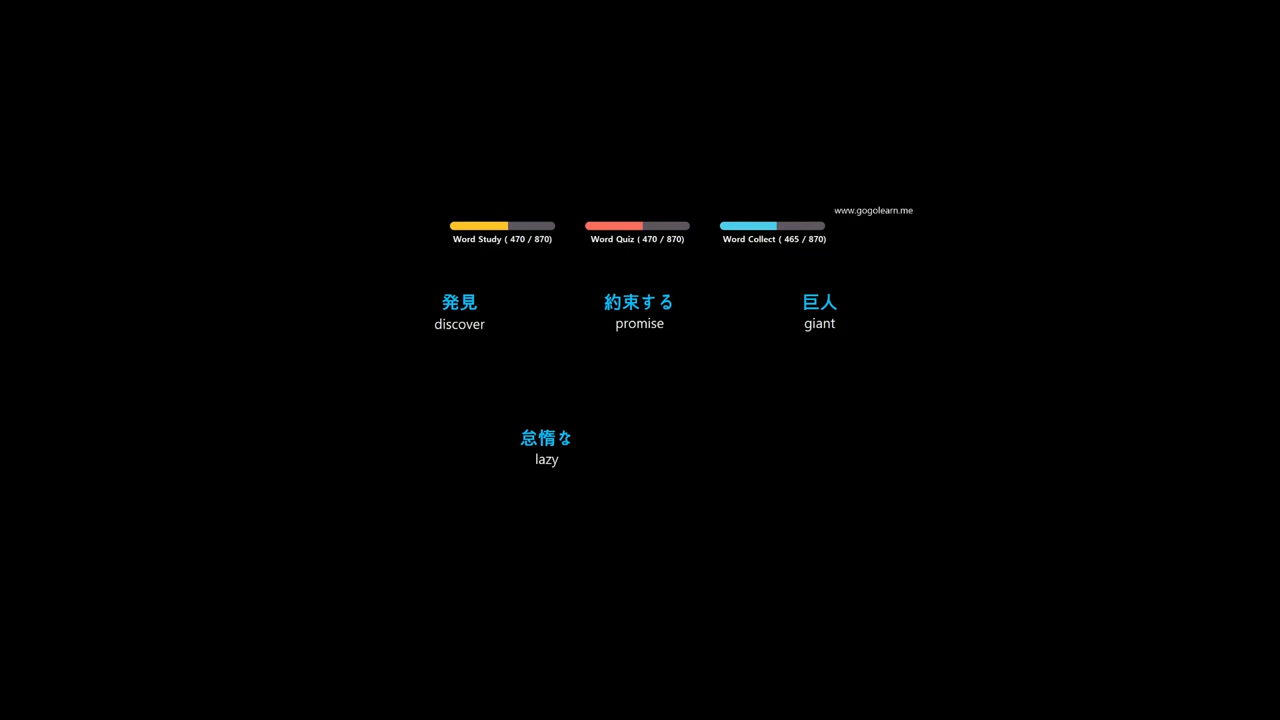 www.gogolearn.me
Word Study ( 470 / 870)
Word Quiz ( 470 / 870)
Word Collect ( 465 / 870)
発見
discover
約束する
promise
巨人
giant
怠惰な
lazy